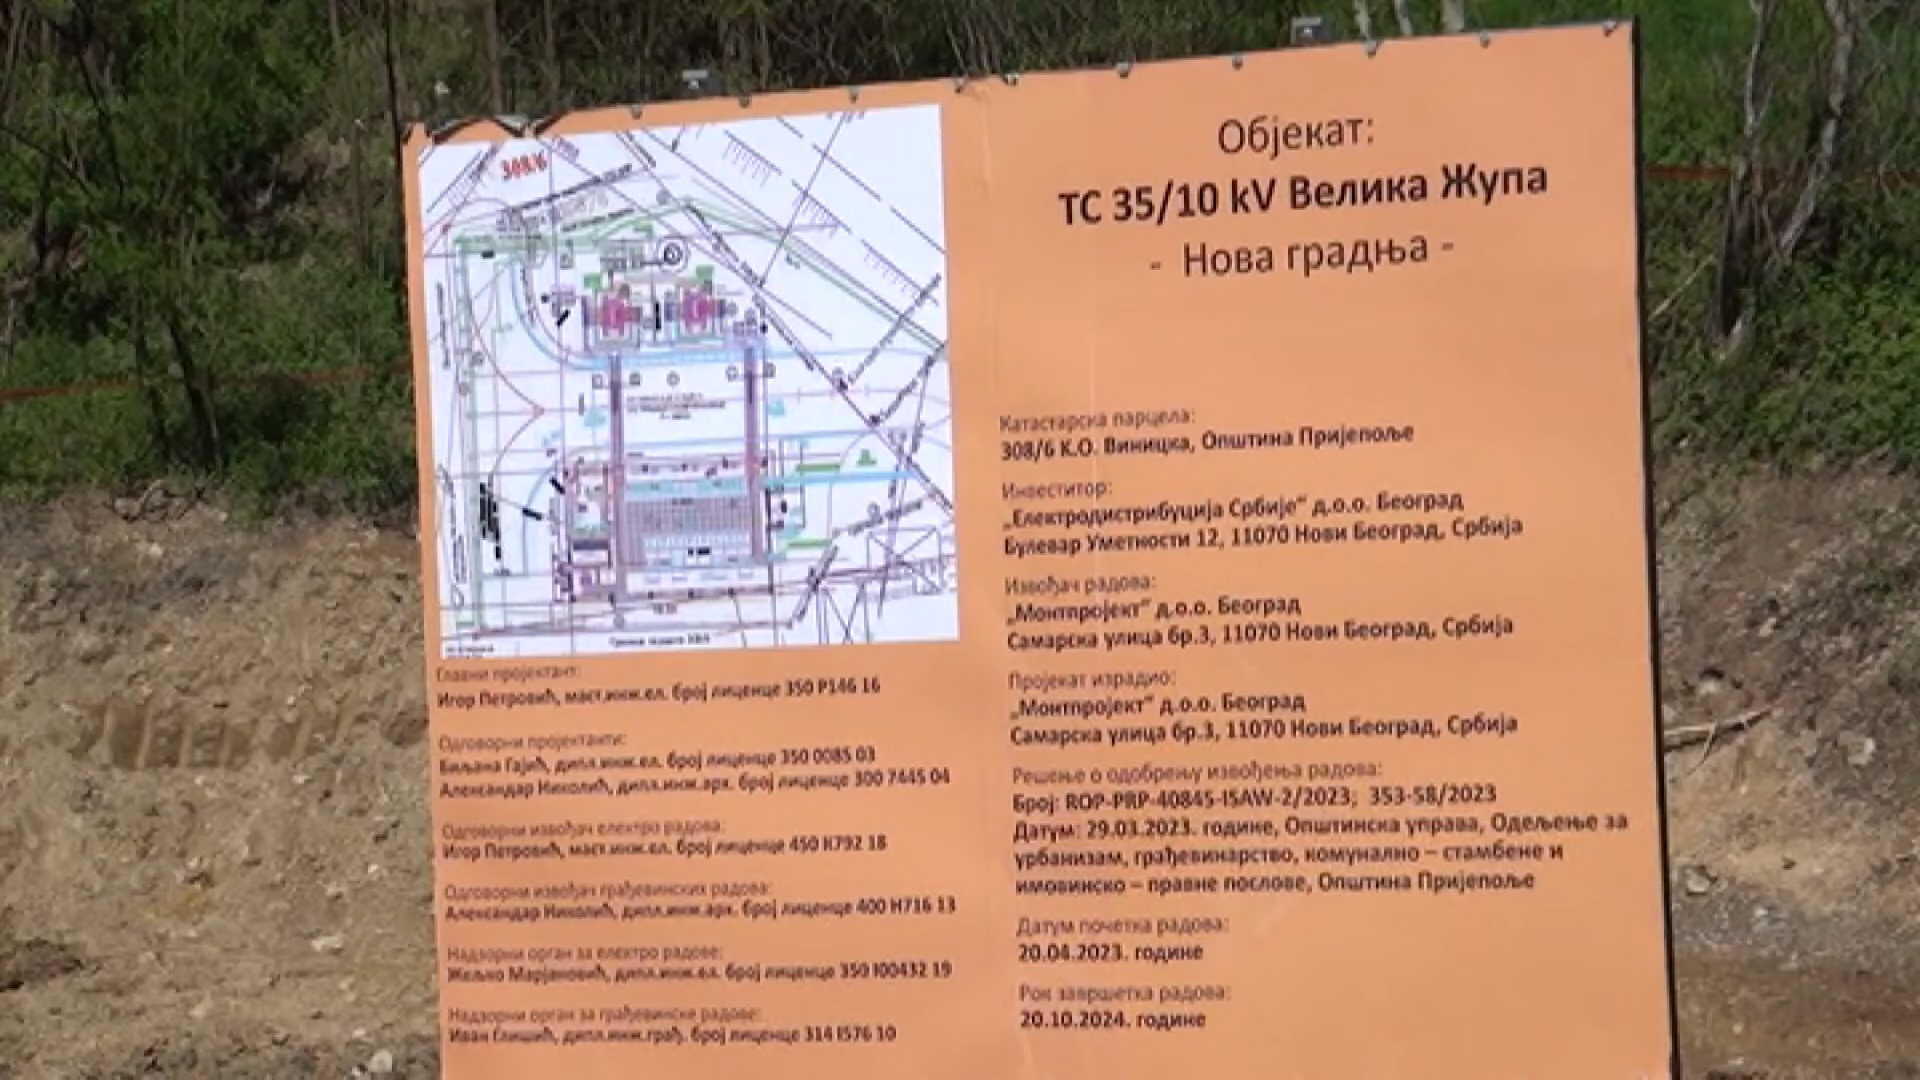 308/6
Главни пројектант:
Игор Петровић, маст.инж.ел. број лиценце 350 Р146 16
Одговорни пројектанти:
Биљана Гајић, дипл.инж.ел. број лиценце 350 0085 03
Александар Николић, дипл.инж.арх. број лиценце 300 7445 04
Одговорни извођач електро радова:
Игор Петровић, маст.инж.ел. број лиценце 450 К792 18
Одговорни извођач грађевинских радова:
Александар Николић, дипл.инж.арх. број лиценце 400 Н716 13
Надзорни орган за електро радове:
Жељко Марјановић, дипл.инж.ел. број лиценце 350 I00432 19
Надзорни орган за грађевинске радове:
Иван Глишић, дипл.инж.грађ. број лиценце 314 I576 10
Објекат:
ТС 35/10 kV Велика Жупа
- Нова градња -
Катастарска парцела:
308/6 К.О. Виницка, Општина Пријепоље
Инвеститор:
„Електродистрибуција Србије“ д.о.о. Београд
Булевар Уметности 12, 11070 Нови Београд, Србија
Извођач радова:
„Монтпројект“ д.о.о. Београд
Самарска улица бр.3, 11070 Нови Београд, Србија
Пројекат израдио:
„Монтпројект“ д.о.о. Београд
Самарска улица бр.3, 11070 Нови Београд, Србија
Решење о одобрењу извођења радова:
Број: ROP-PRP-40845-ISAW-2/2023; 353-58/2023
Датум: 29.03.2023. године, Општинска управа, Одељење за
урбанизам, грађевинарство, комунално – стамбене и
имовинско – правне послове, Општина Пријепоље
Датум почетка радова:
20.04.2023. године
Рок завршетка радова:
20.10.2024. године